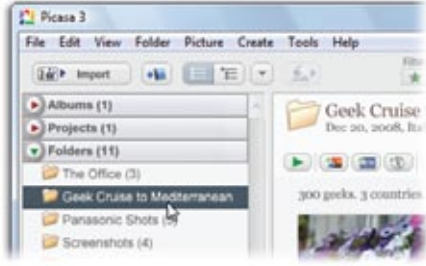 Picasa 3
File Edit View Folder Picture Create Tools Help
Import
Albums (1)
Projects (1)
Folders (11)
The Office (3)
Geek Cruise to Mediterranean
Panasonic Shots
Screenshots (4)
Geek Cruise
Dec 20, 2008,
300 geeks. 3 countries